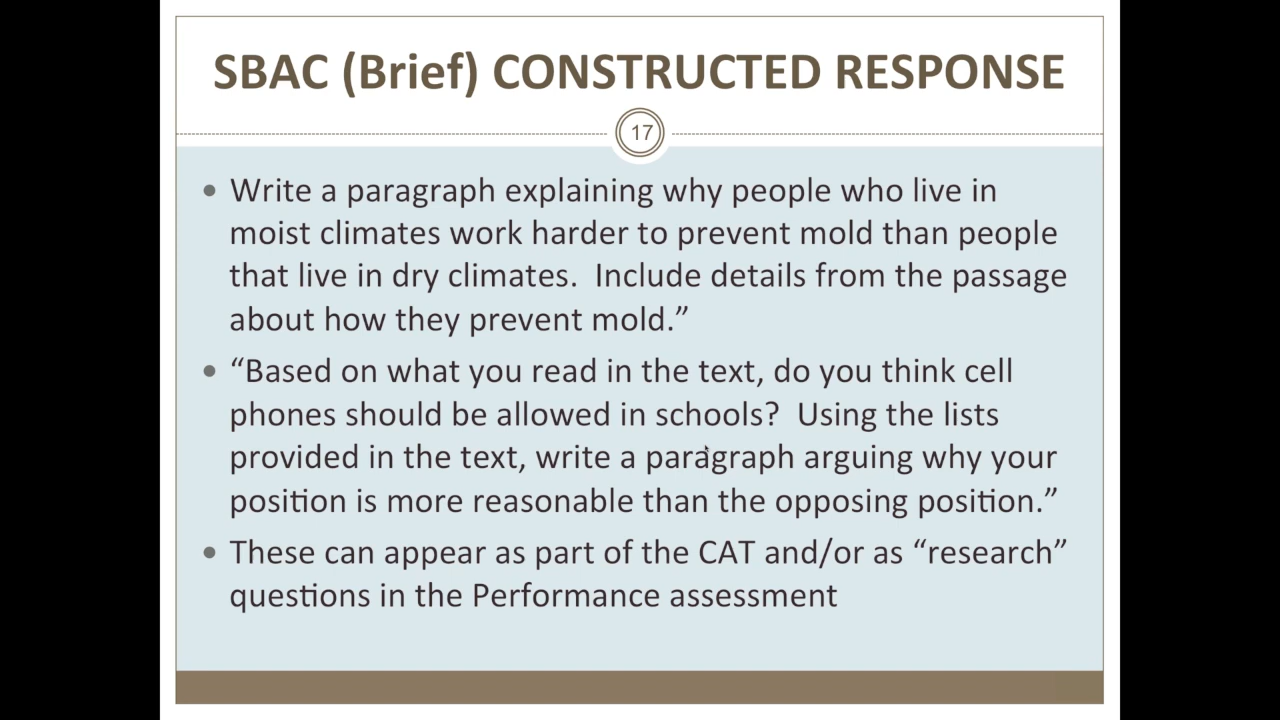 SBAC (Brief) CONSTRUCTED RESPONSE
17
• Write a paragraph explaining why people who live in
moist climates work harder to prevent mold than people
that live in dry climates.  Include details from the passage
about how they prevent mold.”
• “Based on what you read in the text, do you think cell
phones should be allowed in schools?  Using the lists
provided in the text, write a paragraph arguing why your
position is more reasonable than the opposing position.”
• These can appear as part of the CAT and/or as “research”
questions in the Performance assessment